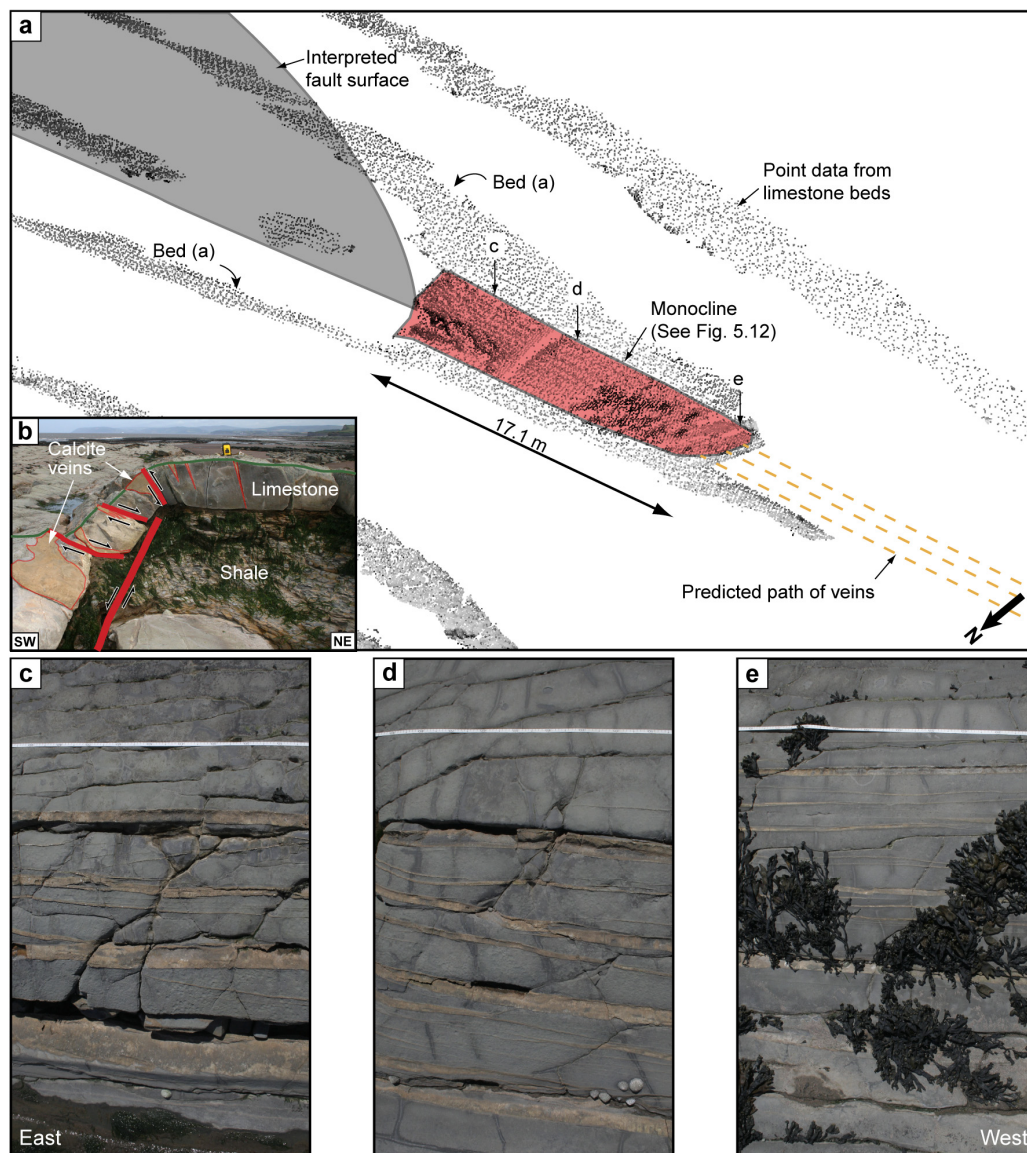 a
Interpreted
fault surface
Bed (a)
Point data from
limestone beds
Bed (a)
c
d
Monocline
(See Fig. 5.12)
e
17.1 m
Predicted path of veins
N
b
Calcite
veins
Limestone
Shale
SW
NE
c
East
d
e
West